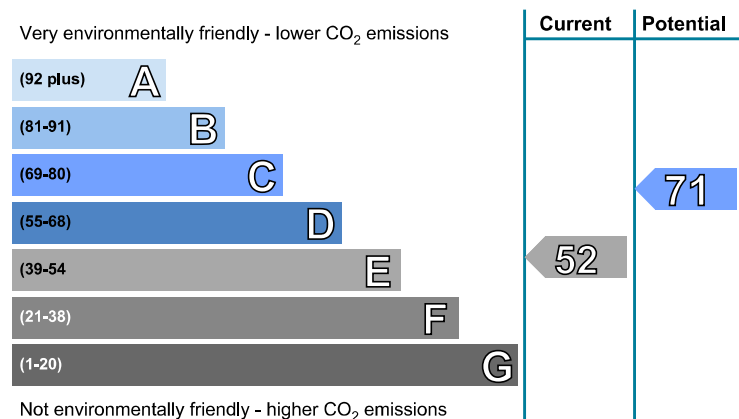 Current Potential
Very environmentally friendly - lower CO₂ emissions
(92 plus) A
(81-91) B
(69-80) C
71
(55-68) D
(39-54 E
52
(21-38) F
(1-20) G
Not environmentally friendly - higher CO₂ emissions